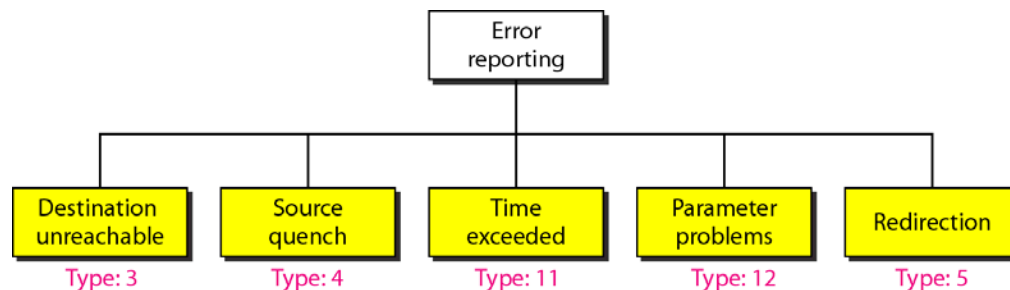 Error
reporting
Destination
unreachable
Source
quench
Time
exceeded
Parameter
problems
Redirection
Type: 3
Type: 4
Type: 11
Type: 12
Type: 5